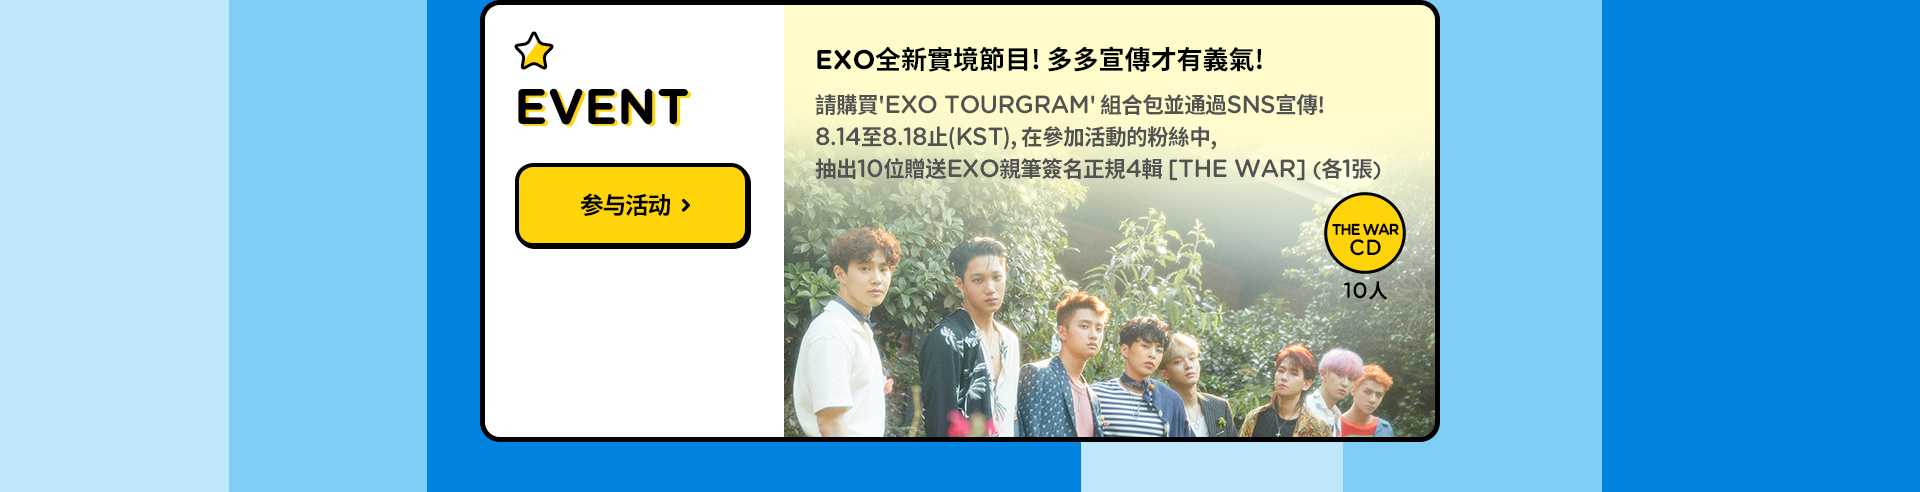 EVENT
参与活动 >
EXO全新實境節目! 多多宣傳才有義氣!
請購買'EXO TOURGRAM' 組合包並通過SNS宣傳!
8.14至8.18止(KST), 在參加活動的粉絲中,
抽出10位贈送EXO親筆簽名正規4輯 [THE WAR] (各1張)
THE WAR
CD
10人